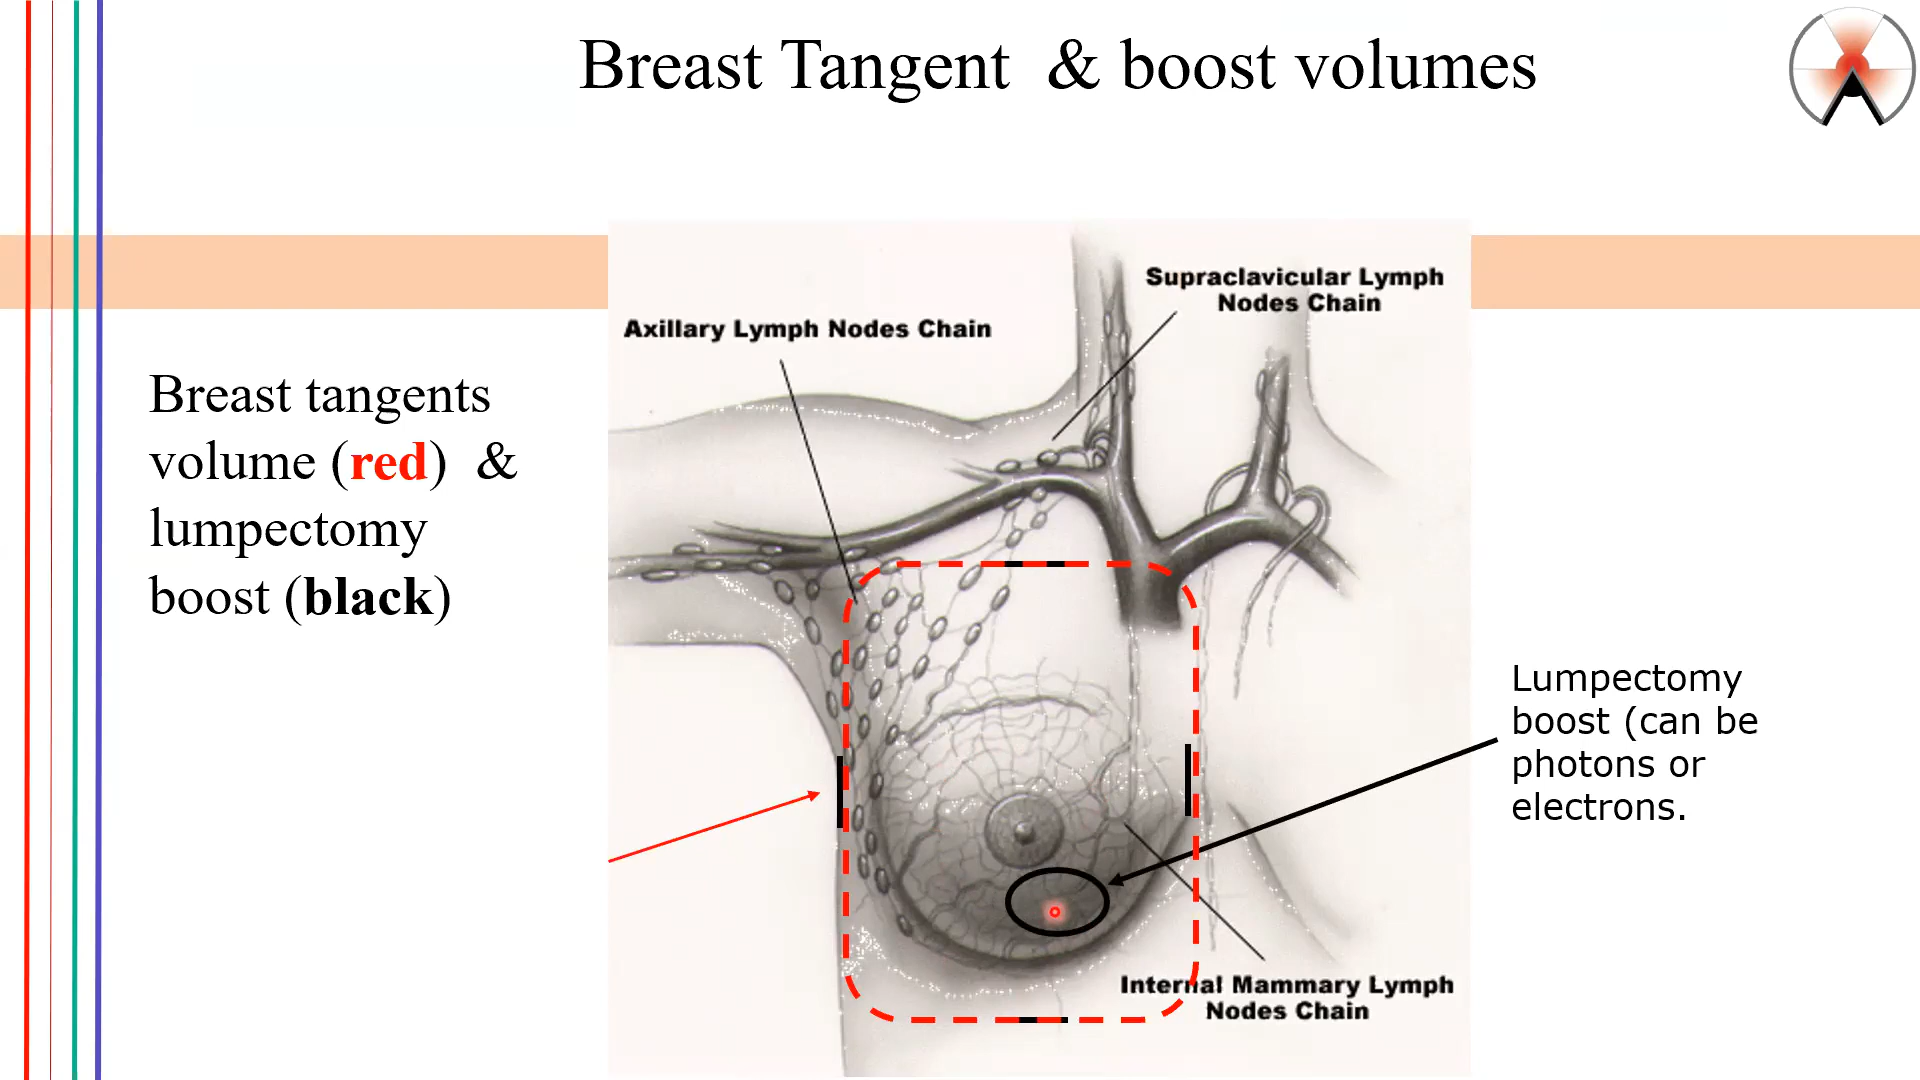 Breast Tangent & boost volumes
Supraclavicular Lymph
Nodes Chain
Axillary Lymph Nodes Chain
Breast tangents
volume (red) &
lumpectomy
boost (black)
Lumpectomy
boost (can be
photons or
electrons.
Internal Mammary Lymph
Nodes Chain